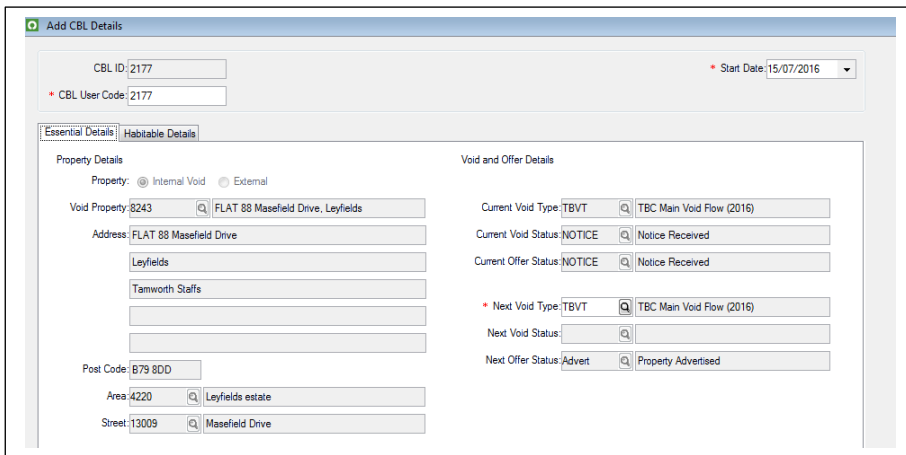 Add CBL Details
CBL ID: 2177
* Start Date: 15/07/2016
* CBL User Code: 2177
Essential Details Habitable Details
Property Details
Property: Internal Void External
Void Property: 8243 FLAT 88 Masefield Drive, Leyfields
Address: FLAT 88 Masefield Drive
Leyfields
Tamworth Staffs
Post Code: B79 8DD
Area: 4220 Leyfields estate
Street: 13009 Masefield Drive
Void and Offer Details
Current Void Type: TBVT TBC Main Void Flow (2016)
Current Void Status: NOTICE Notice Received
Current Offer Status: NOTICE Notice Received
* Next Void Type: TBVT TBC Main Void Flow (2016)
Next Void Status:
Next Offer Status: Advert Property Advertised